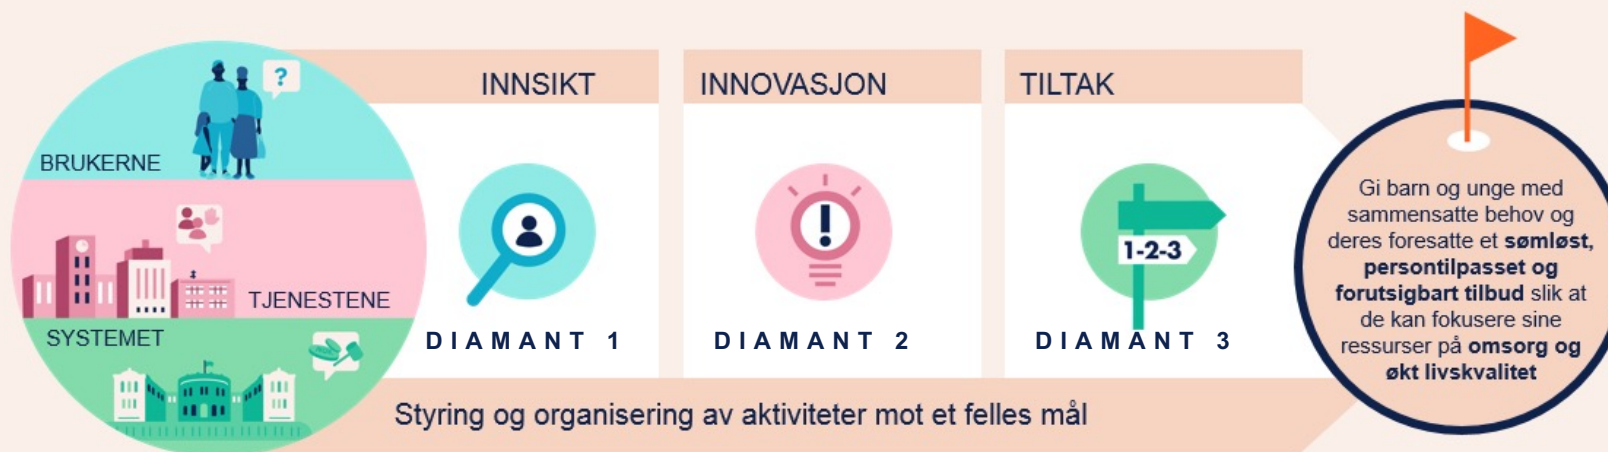 BRUKERNE
?
TJENESTENE
SYSTEMET
INNSIKT
DIAMANT 1
INNOVASJON
!
DIAMANT 2
TILTAK
1-2-3
DIAMANT 3
Styring og organisering av aktiviteter mot et felles mål
Gi barn og unge med
sammensatte behov og
deres foresatte et sømløst,
persontilpasset og
forutsigbart tilbud slik at
de kan fokusere sine
ressurser på omsorg og
økt livskvalitet